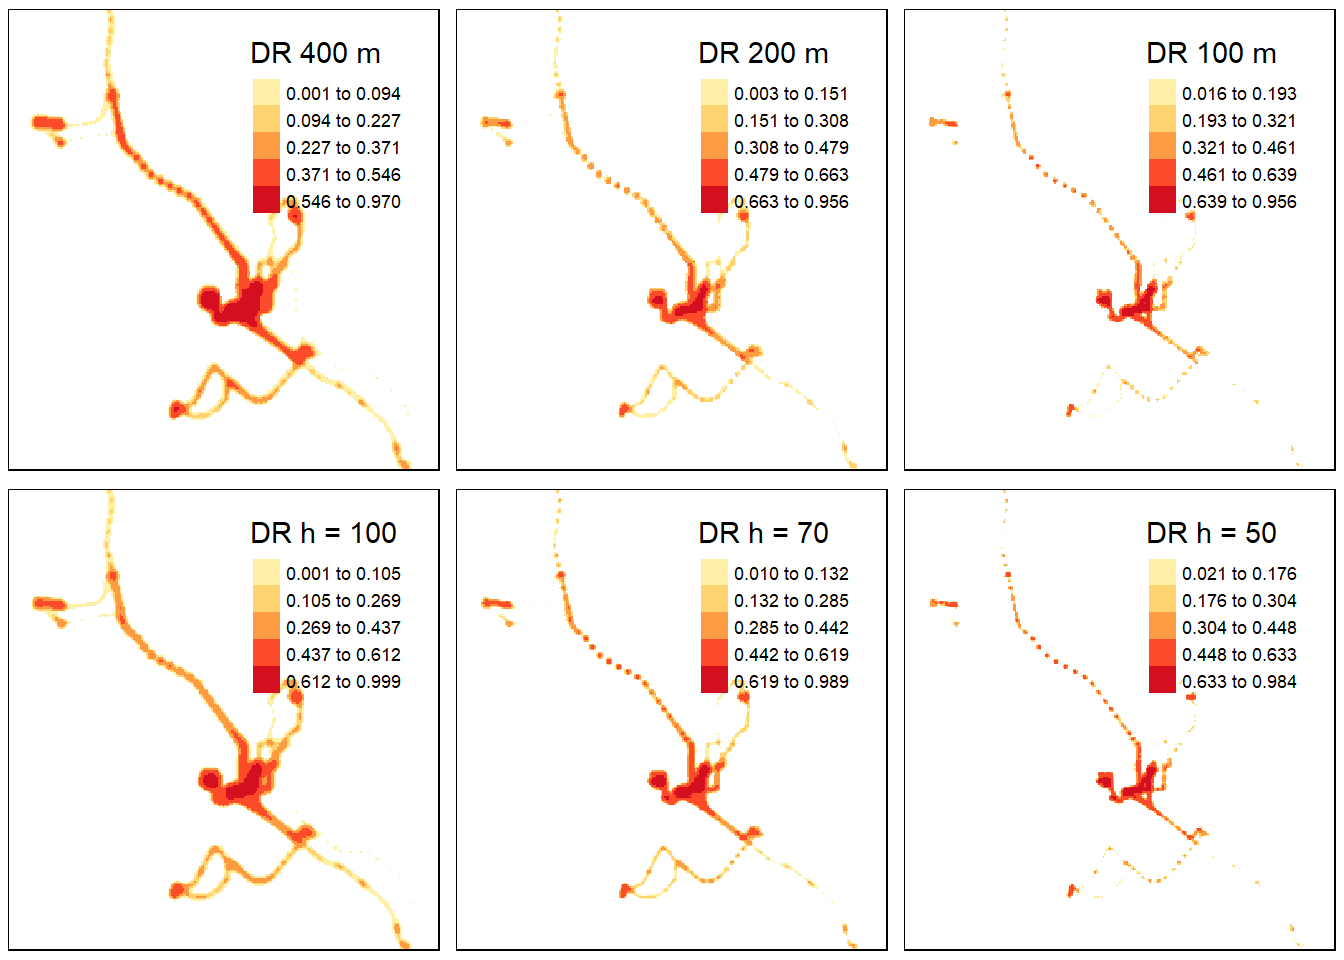 DR 400 m
0.001 to 0.094
0.094 to 0.227
0.227 to 0.371
0.371 to 0.546
0.546 to 0.970
DR 200 m
0.003 to 0.151
0.151 to 0.308
0.308 to 0.479
0.479 to 0.663
0.663 to 0.956
DR 100 m
0.016 to 0.193
0.193 to 0.321
0.321 to 0.461
0.461 to 0.639
0.639 to 0.956
DR h = 100
0.001 to 0.105
0.105 to 0.269
0.269 to 0.437
0.437 to 0.612
0.612 to 0.999
DR h = 70
0.010 to 0.132
0.132 to 0.285
0.285 to 0.442
0.442 to 0.619
0.619 to 0.989
DR h = 50
0.021 to 0.176
0.176 to 0.304
0.304 to 0.448
0.448 to 0.633
0.633 to 0.984